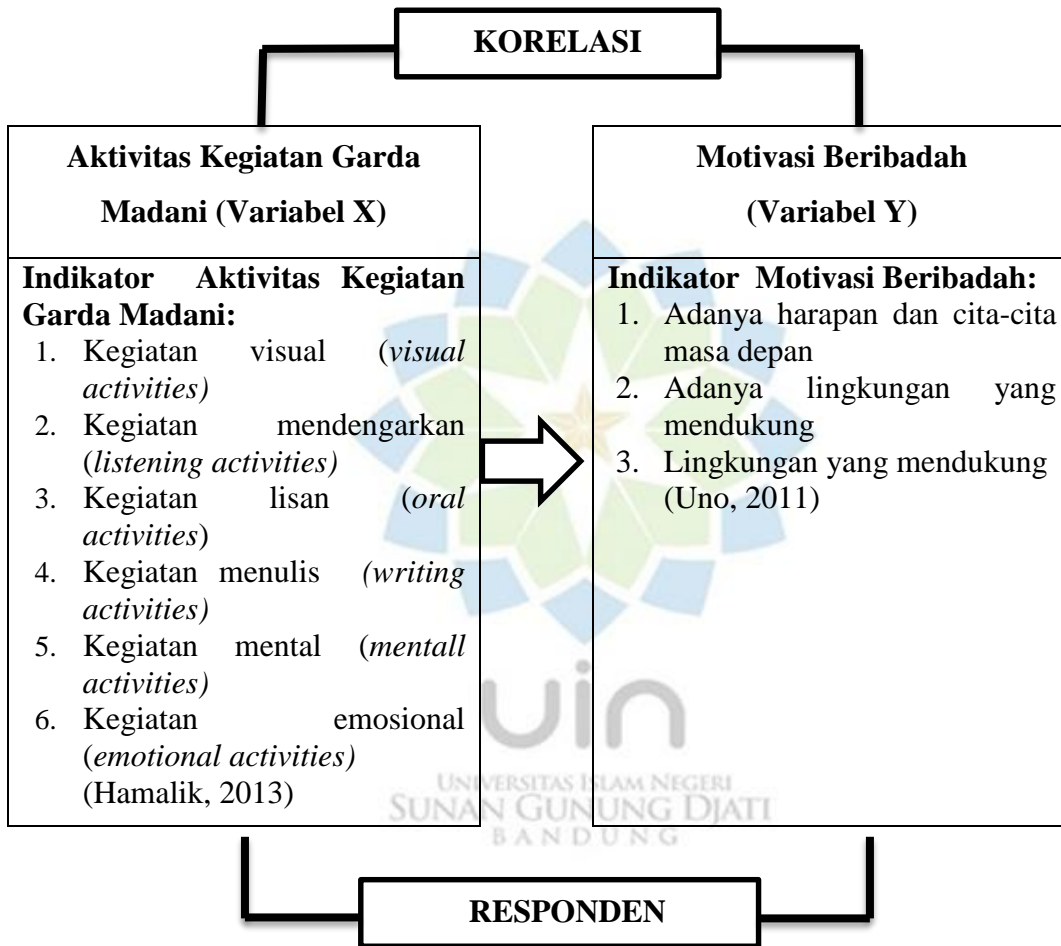 KORELASI
Aktivitas Kegiatan Garda
Madani (Variabel X)
Indikator Aktivitas Kegiatan
Garda Madani:
1. Kegiatan visual (visual
activities)
2. Kegiatan mendengarkan
(listening activities)
3. Kegiatan lisan (oral
activities)
4. Kegiatan menulis (writing
activities)
5. Kegiatan mental (mentall
activities)
6. Kegiatan emosional
(emotional activities)
(Hamalik, 2013)
Motivasi Beribadah
(Variabel Y)
Indikator Motivasi Beribadah:
1. Adanya harapan dan cita-cita
masa depan
2. Adanya lingkungan yang
mendukung
3. Lingkungan yang mendukung
(Uno, 2011)
uin
UNIVERSITAS ISLAM NEGERI
SUNAN GUNUNG DJATI
BANDUNG
RESPONDEN